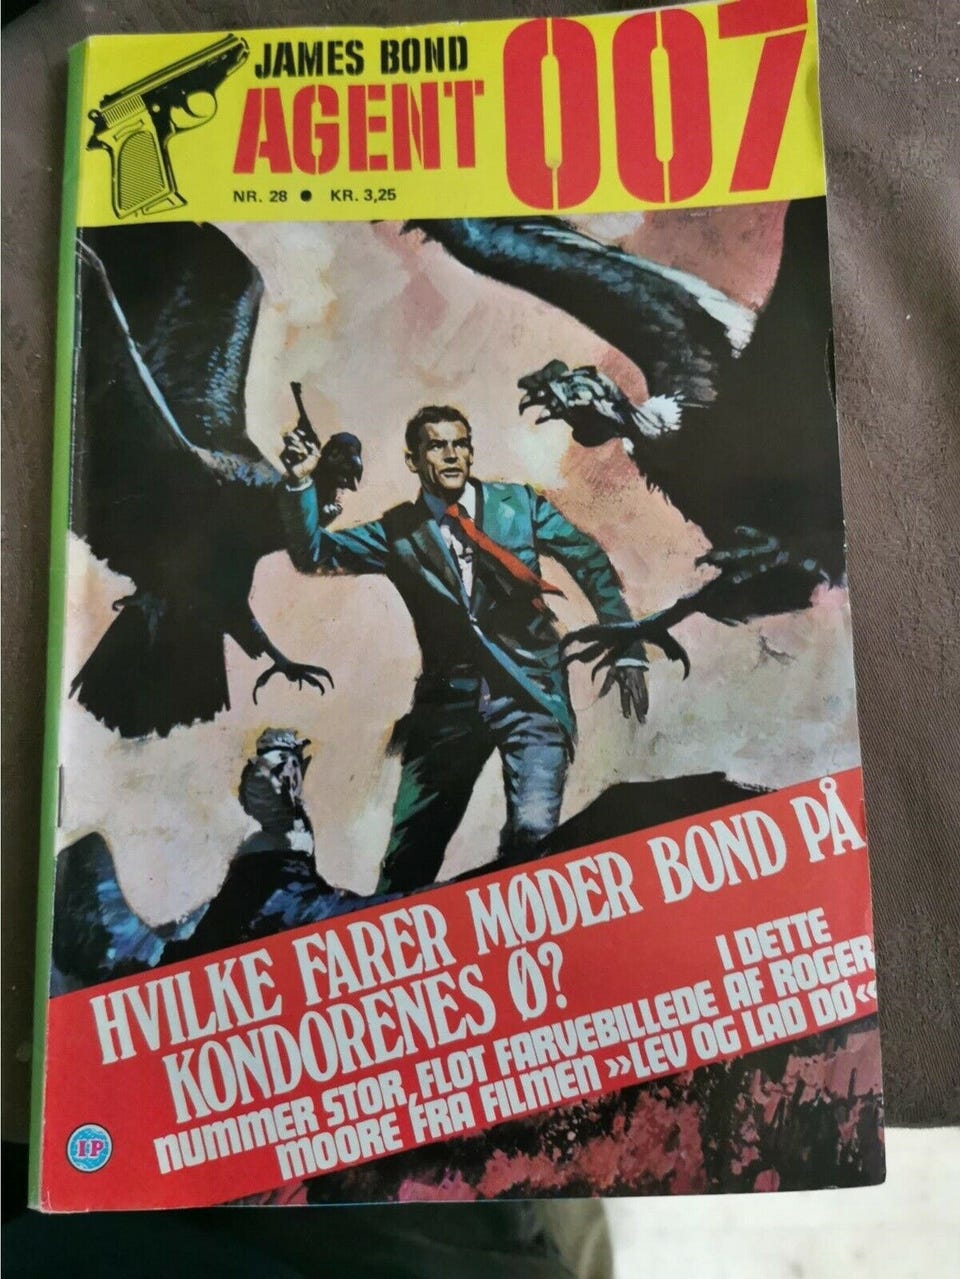 JAMES BOND
AGENT 007
NR. 28 ● KR. 3,25
HVILKE FARER MØDER BOND PÅ
KONDORENES Ø?
I DETTE
NUMMER STOR, FLOT FARVEBILLEDE AF ROGER
MOORE FRA FILMEN »LEV OG LAD DØ«
IP